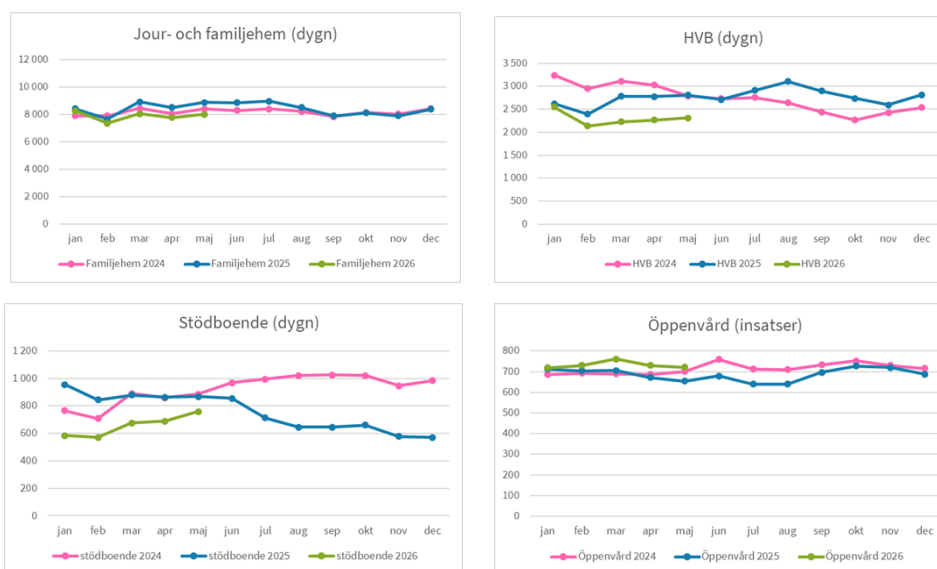 Jour- och familjehem (dygn)
12 000
10 000
8 000
6 000
4 000
2 000
0
jan feb mar apr maj jun jul aug sep okt nov dec
Familjehem 2024 Familjehem 2025 Familjehem 2026
HVB (dygn)
3 500
3 000
2 500
2 000
1 500
1 000
500
0
jan feb mar apr maj jun jul aug sep okt nov dec
HVB 2024 HVB 2025 HVB 2026
Stödboende (dygn)
1 200
1 000
800
600
400
200
0
jan feb mar apr maj jun jul aug sep okt nov dec
stödboende 2024 stödboende 2025 stödboende 2026
Öppenvård (insatser)
800
700
600
500
400
300
200
100
0
jan feb mar apr maj jun jul aug sep okt nov dec
Öppenvård 2024 Öppenvård 2025 Öppenvård 2026